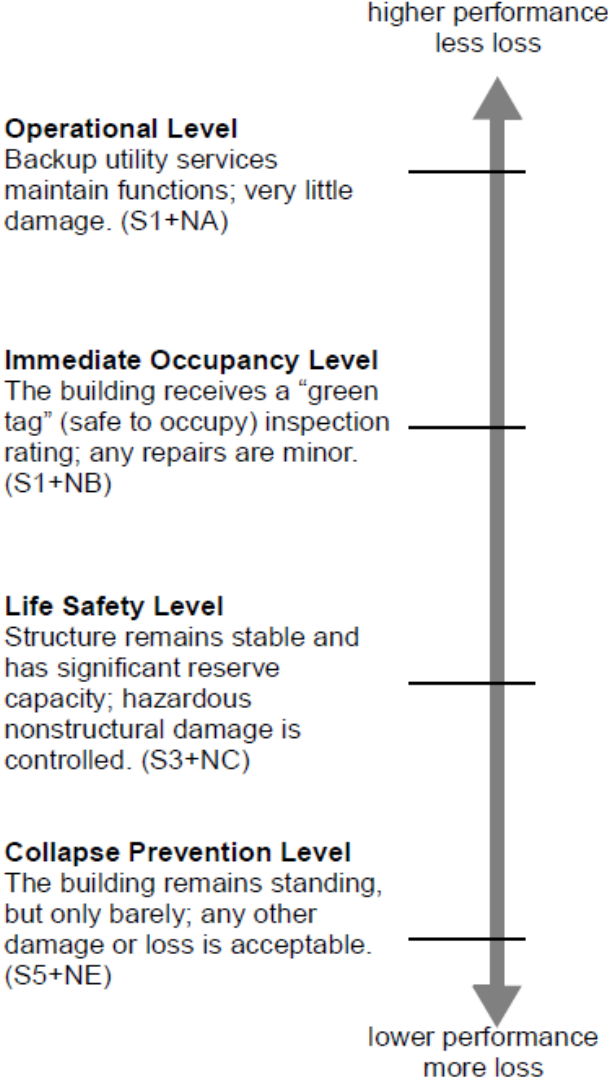 higher performance
less loss
Operational Level
Backup utility services
maintain functions; very little
damage. (S1+NA)
Immediate Occupancy Level
The building receives a “green
tag” (safe to occupy) inspection
rating; any repairs are minor.
(S1+NB)
Life Safety Level
Structure remains stable and
has significant reserve
capacity; hazardous
nonstructural damage is
controlled. (S3+NC)
Collapse Prevention Level
The building remains standing,
but only barely; any other
damage or loss is acceptable.
(S5+NE)
lower performance
more loss